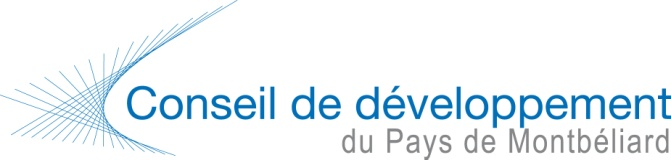 Conseil de développement
du Pays de Montbéliard